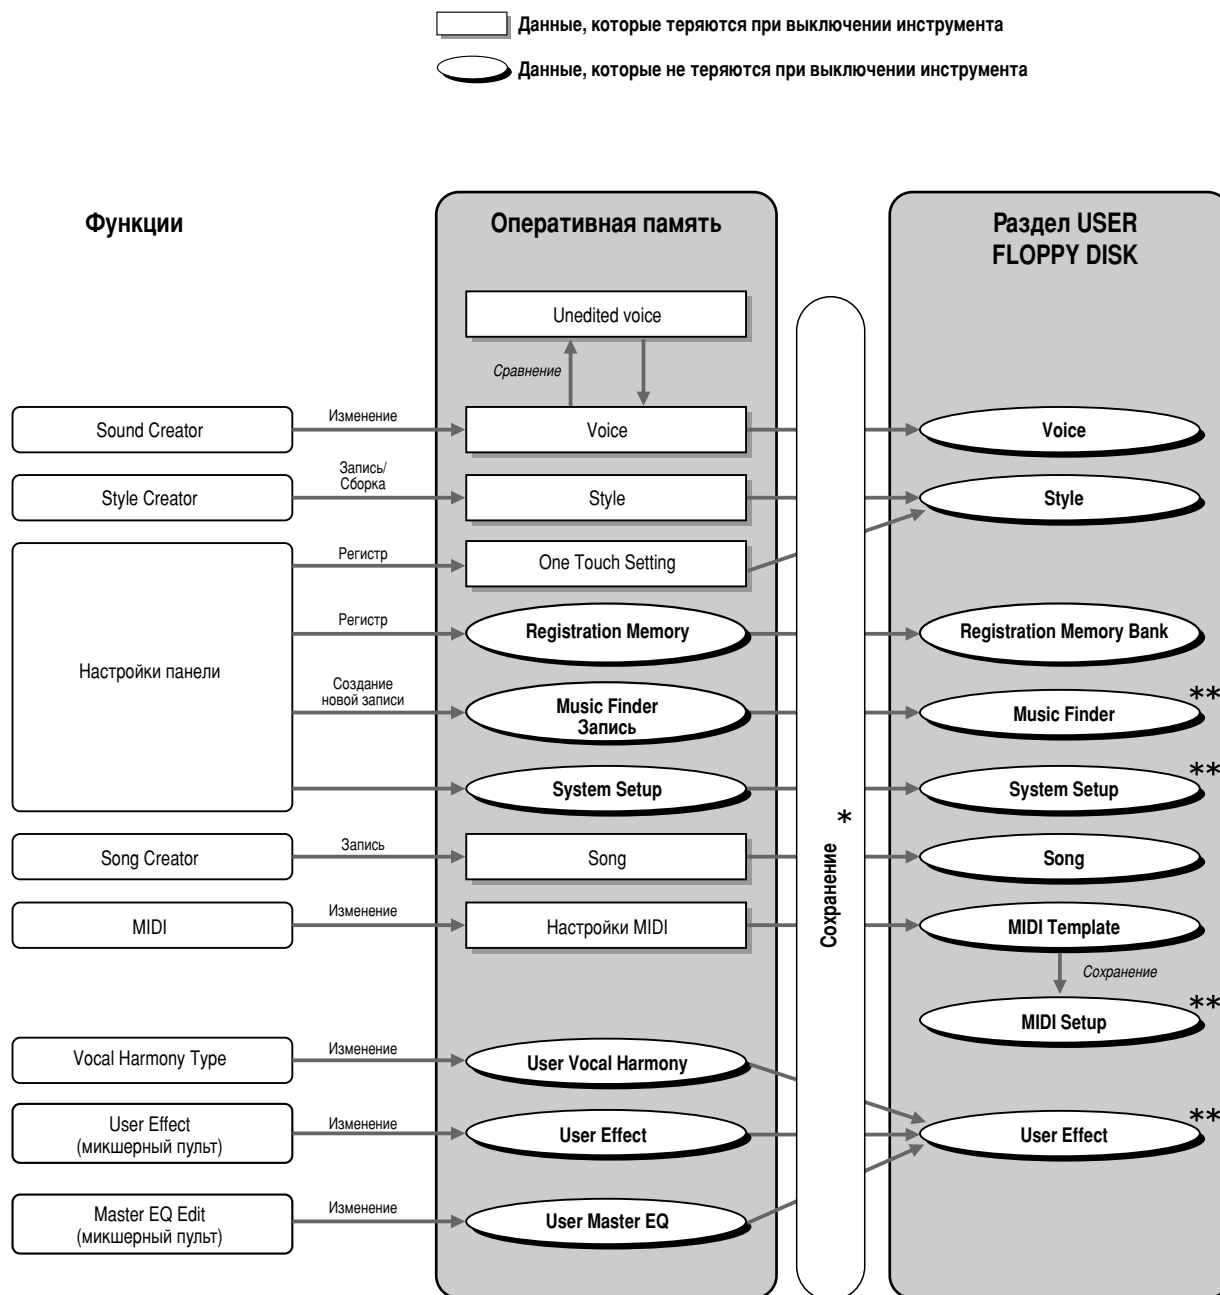 Данные, которые теряются при выключении инструмента
Данные, которые не теряются при выключении инструмента
Функции
Оперативная память
Раздел USER
FLOPPY DISK
Unedited voice
Сравнение
Sound Creator
Изменение
Voice
Voice
Style Creator
Запись/
Сборка
Style
Style
Настройки панели
Регистр
One Touch Setting
Регистр
Registration Memory
Registration Memory Bank
Создание
новой записи
Music Finder
Запись
Music Finder
**
System Setup
System Setup
**
Сохранение *
Song Creator
Запись
Song
Song
MIDI
Изменение
Настройки MIDI
MIDI Template
Сохранение
MIDI Setup
**
Vocal Harmony Type
Изменение
User Vocal Harmony
User Effect
(микшерный пульт)
Изменение
User Effect
User Effect
**
Master EQ Edit
(микшерный пульт)
Изменение
User Master EQ